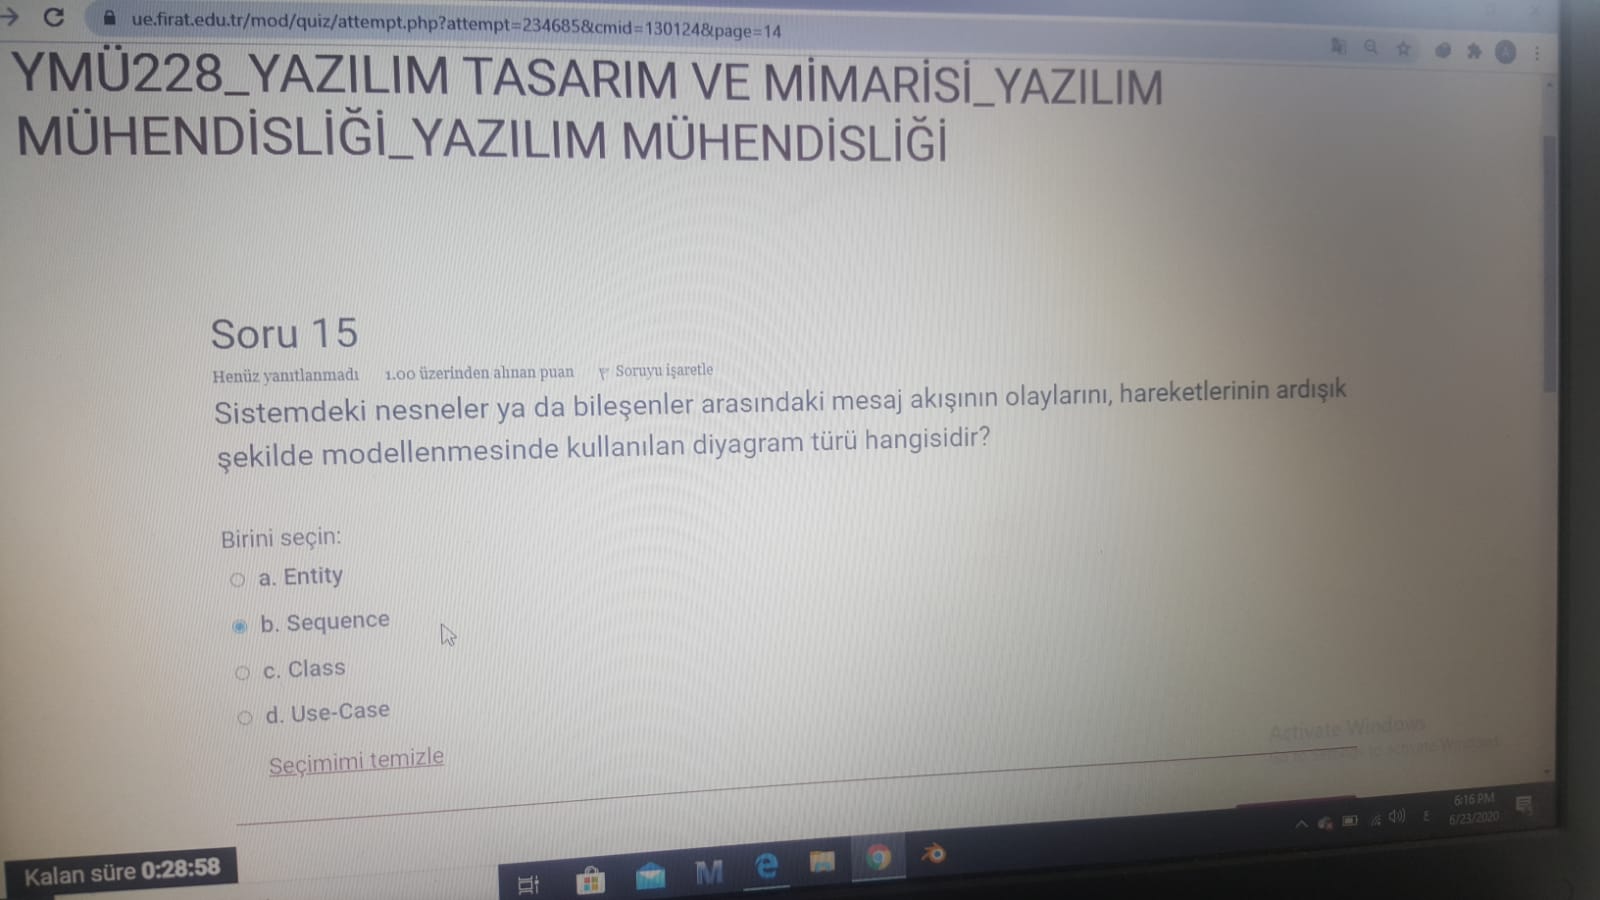 ue.firat.edu.tr/mod/quiz/attempt.php?attempt=234685&cmid=130124&page=14
YMÜ228_YAZILIM TASARIM VE MİMARİSİ_YAZILIM
MÜHENDİSLİĞİ_YAZILIM MÜHENDİSLİĞİ
Soru 15
Henüz yanıtlanmadı 1.00 üzerinden alınan puan Soruyu işaretle
Sistemdeki nesneler ya da bileşenler arasındaki mesaj akışının olaylarını, hareketlerinin ardışık
şekilde modellenmesinde kullanılan diyagram türü hangisidir?
Birini seçin:
a. Entity
b. Sequence
c. Class
d. Use-Case
Seçimimi temizle
Activate Windows
Kalan süre 0:28:58
6:16 PM
6/23/2020